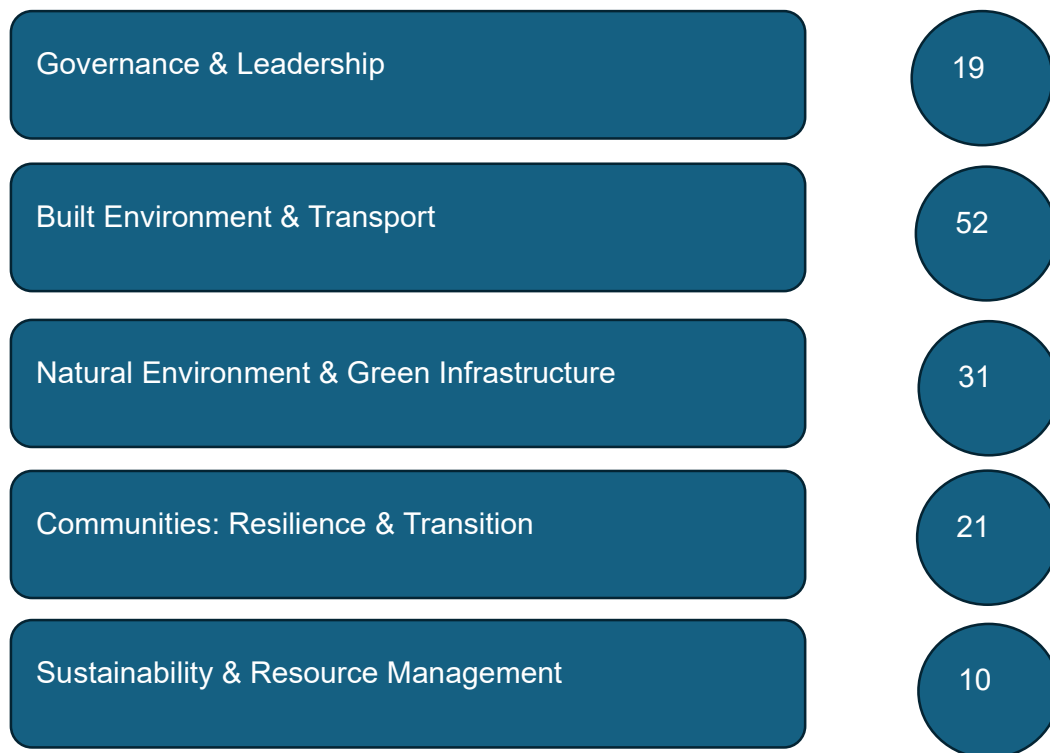 Governance & Leadership
19
Built Environment & Transport
52
Natural Environment & Green Infrastructure
31
Communities: Resilience & Transition
21
Sustainability & Resource Management
10